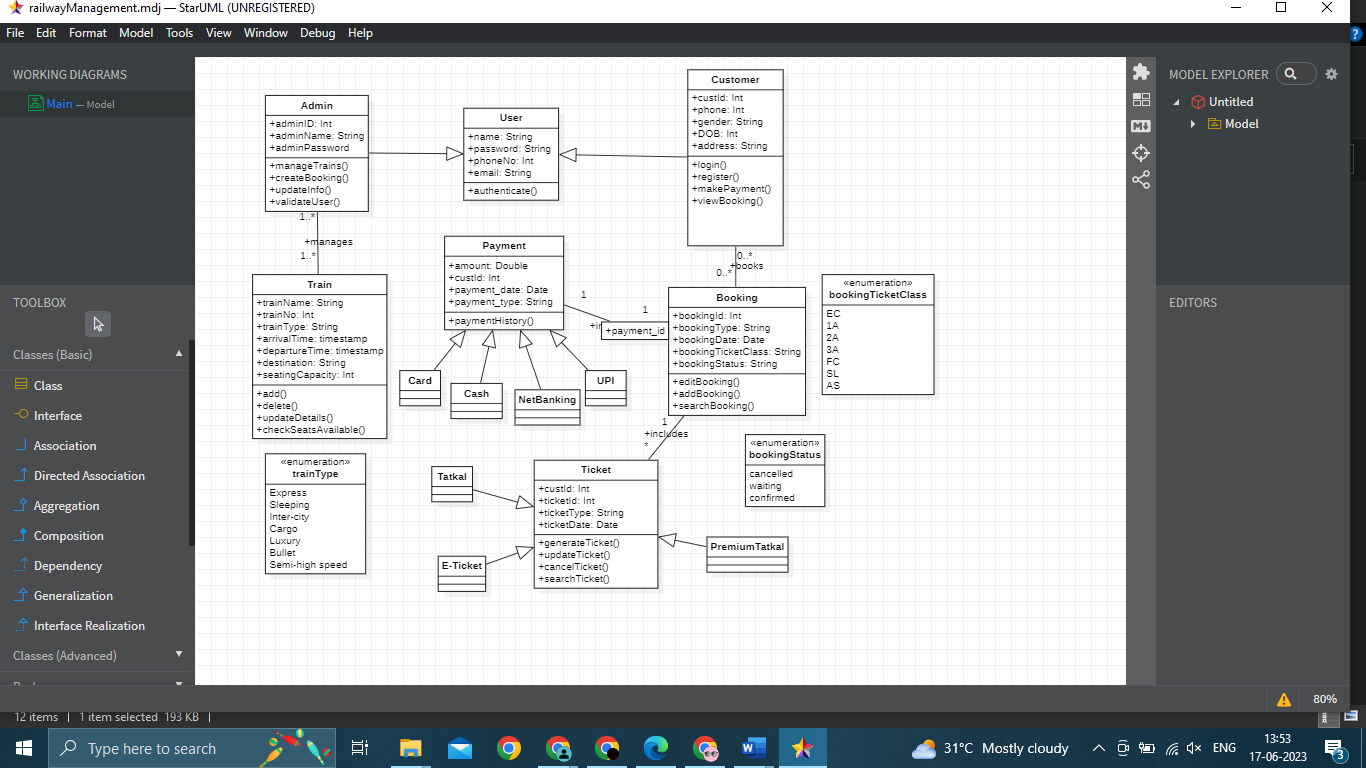 railwayManagement.mdj — StarUML (UNREGISTERED)
File Edit Format Model Tools View Window Debug Help
WORKING DIAGRAMS
Main — Model
TOOLBOX
Classes (Basic)
Class
Interface
Association
Directed Association
Aggregation
Composition
Dependency
Generalization
Interface Realization
Classes (Advanced)
Admin
+adminID: Int
+adminName: String
+adminPassword
+manageTrains()
+createBooking()
+updateInfo()
+validateUser()
1..*
+manages
1..*
User
+name: String
+password: String
+phoneNo: Int
+email: String
+authenticate()
Customer
+custId: Int
+phone: Int
+gender: String
+DOB: Int
+address: String
+login()
+register()
+makePayment()
+viewBooking()
0..*
+books
0..*
Train
+trainName: String
+trainNo: Int
+trainType: String
+arrivalTime: timestamp
+departureTime: timestamp
+destination: String
+seatingCapacity: Int
+add()
+delete()
+updateDetails()
+checkSeatsAvailable()
Payment
+amount: Double
+custId: Int
+payment_date: Date
+payment_type: String
+paymentHistory()
1
1
+payment_id
Card
Cash
NetBanking
UPI
Booking
+bookingId: Int
+bookingType: String
+bookingDate: Date
+bookingTicketClass: String
+bookingStatus: String
+editBooking()
+addBooking()
+searchBooking()
1
+includes
*
«enumeration»
bookingTicketClass
EC
1A
2A
3A
FC
SL
AS
«enumeration»
trainType
Express
Sleeping
Inter-city
Cargo
Luxury
Bullet
Semi-high speed
Tatkal
E-Ticket
Ticket
+custId: Int
+ticketId: Int
+ticketType: String
+ticketDate: Date
+generateTicket()
+updateTicket()
+cancelTicket()
+searchTicket()
PremiumTatkal
«enumeration»
bookingStatus
cancelled
waiting
confirmed
MODEL EXPLORER
Untitled
Model
EDITORS
80%
12 items 1 item selected 193 KB
Type here to search
31°C Mostly cloudy
ENG
13:53
17-06-2023
3